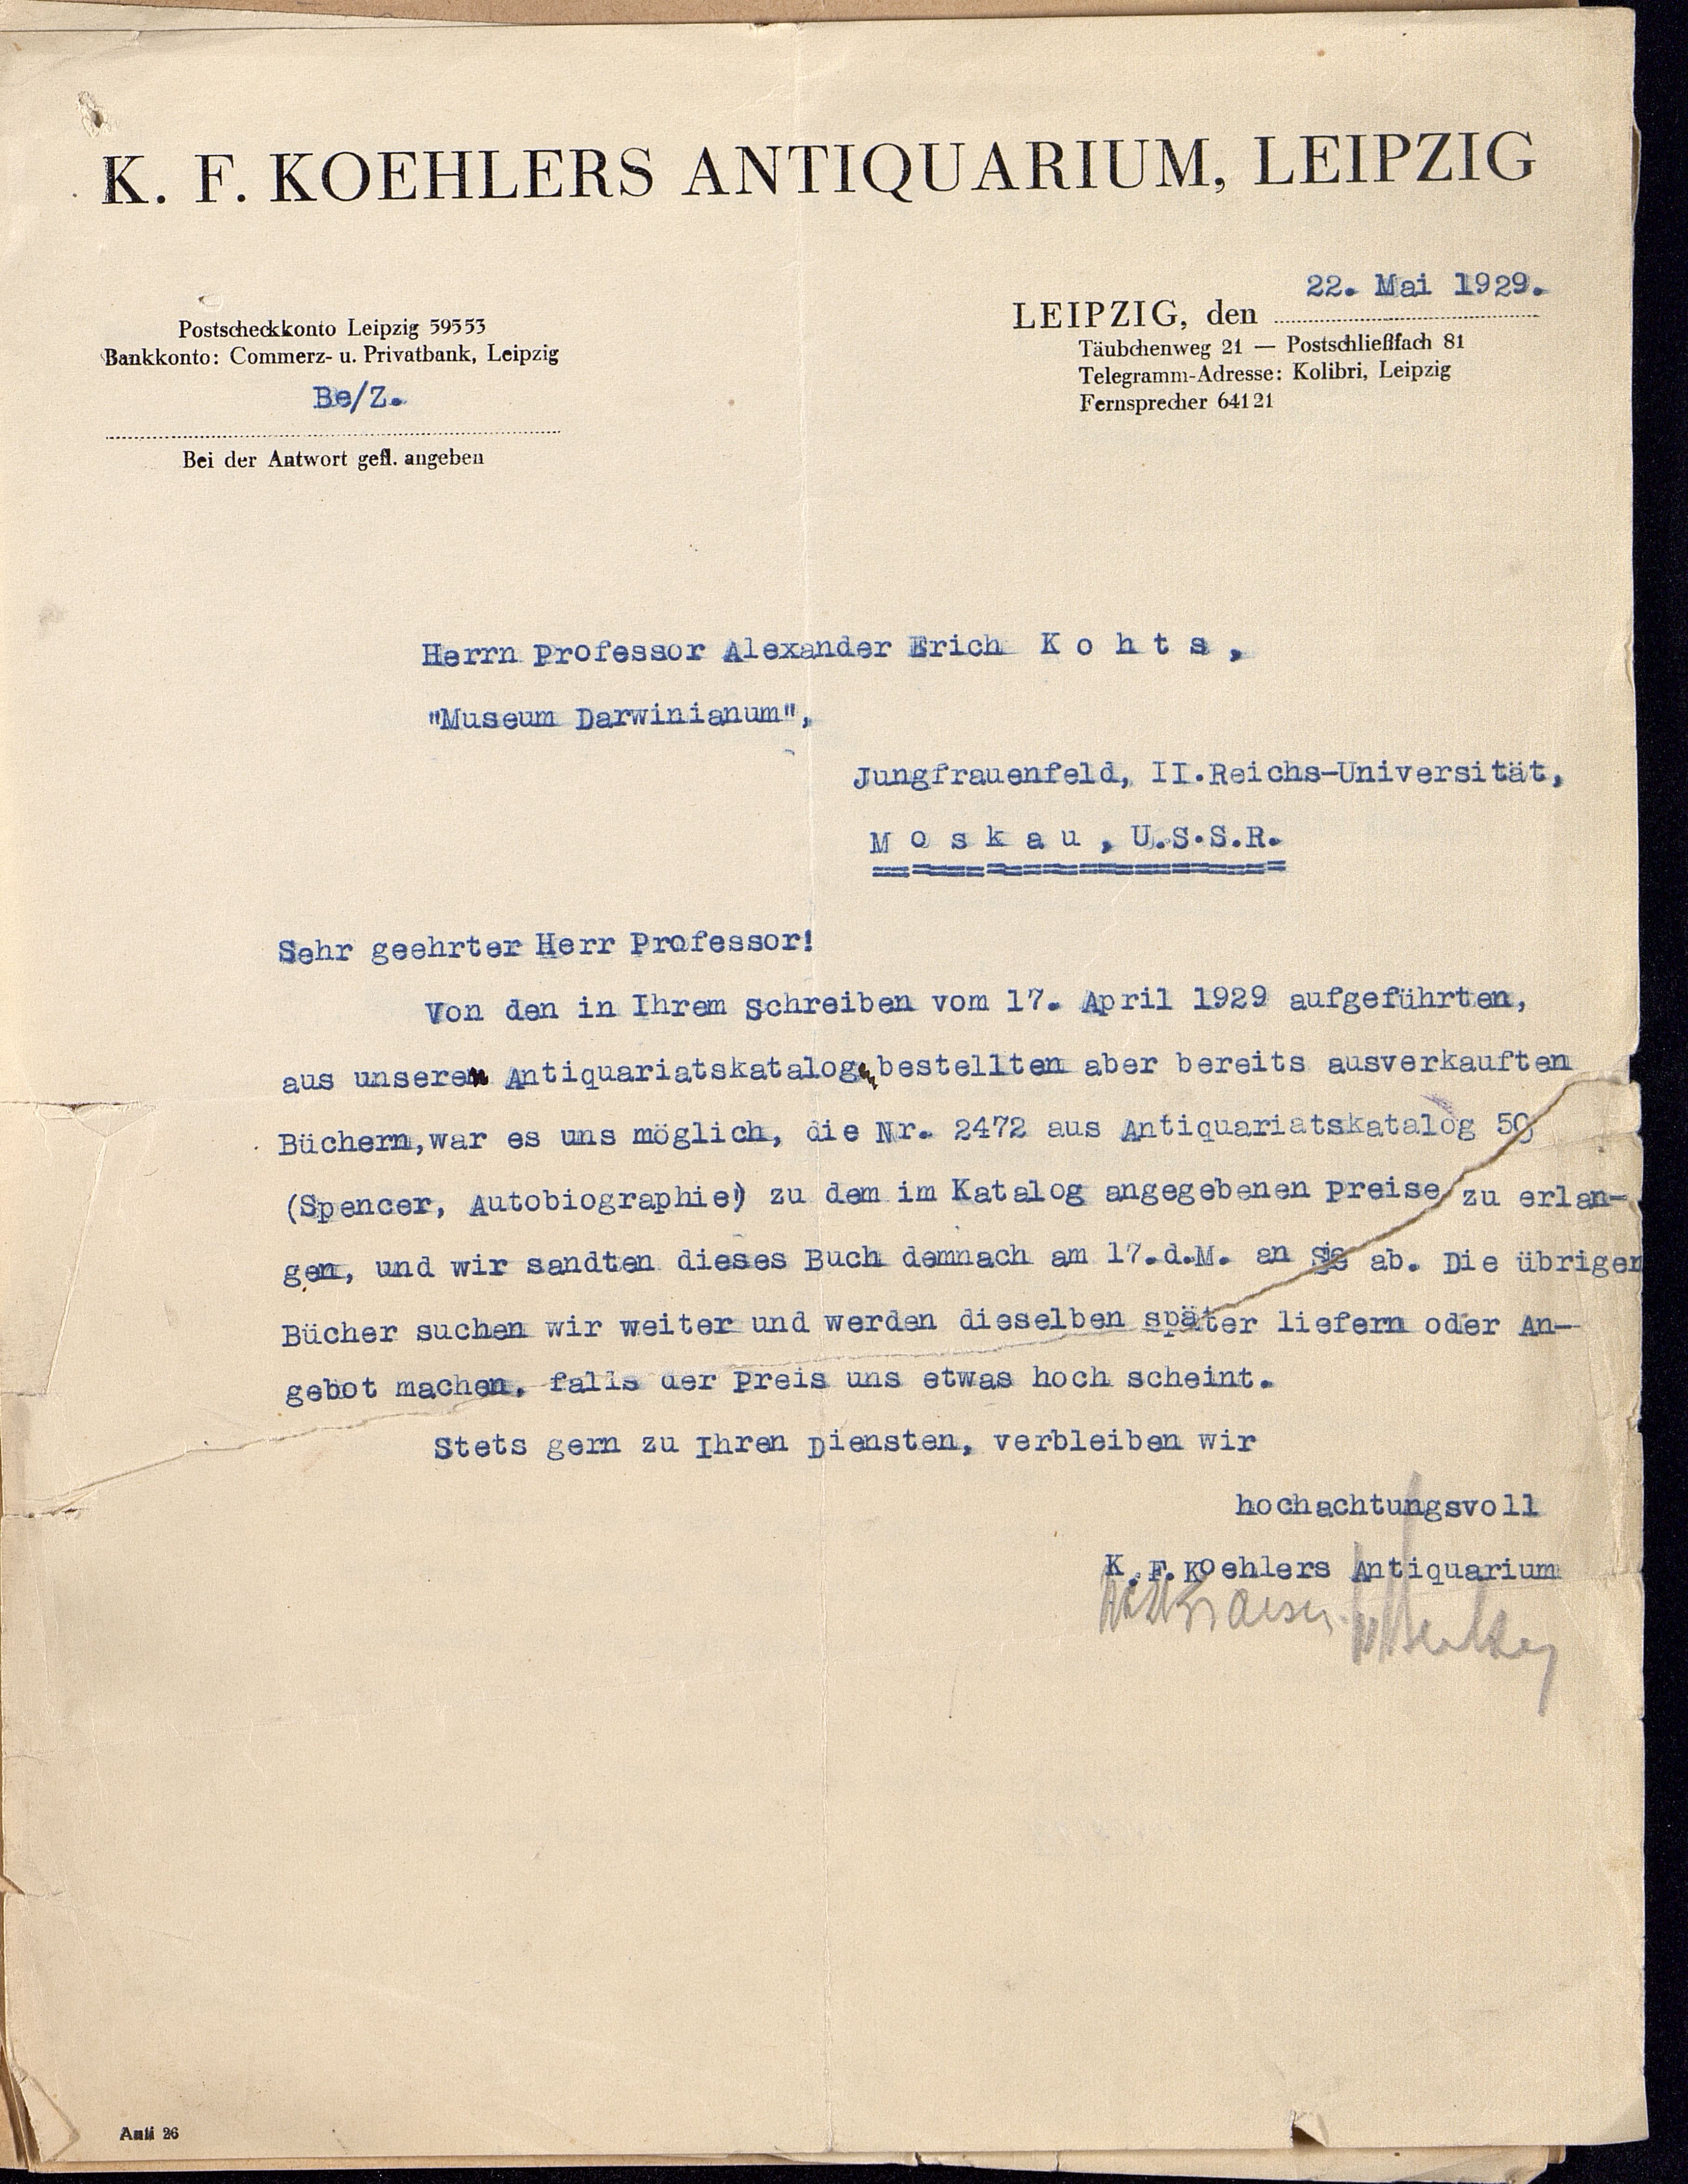 K. F. KOEHLERS ANTIQUARIUM, LEIPZIG
Postscheckkonto Leipzig 59553
Bankkonto: Commerz- u. Privatbank, Leipzig
Be/Z.
Bei der Antwort gefl. angeben
22. Mai 1929.
LEIPZIG, den
Täubchenweg 21 — Postschließfach 81
Telegramm-Adresse: Kolibri, Leipzig
Fernsprecher 64121
Herrn Professor Alexander Erich K o h t s ,
"Museum Darwinianum",
Jungfrauenfeld, II.Reichs-Universität,
M o s k a u , U.S.S.R.
Sehr geehrter Herr Professor!
Von den in Ihrem Schreiben vom 17. April 1929 aufgeführten,
aus unseren Antiquariatskatalogen bestellten aber bereits ausverkauften
Büchern,war es uns möglich, die Nr. 2472 aus Antiquariatskatalog 50
(Spencer, Autobiographie) zu dem im Katalog angegebenen Preise zu erlan-
gen, und wir sandten dieses Buch demnach am 17.d.M. an Sie ab. Die übrigen
Bücher suchen wir weiter und werden dieselben später liefern oder An-
gebot machen, falls der Preis uns etwas hoch scheint.
Stets gern zu Ihren Diensten, verbleiben wir
hochachtungsvoll
K.F.Koehlers Antiquarium
Anti 26